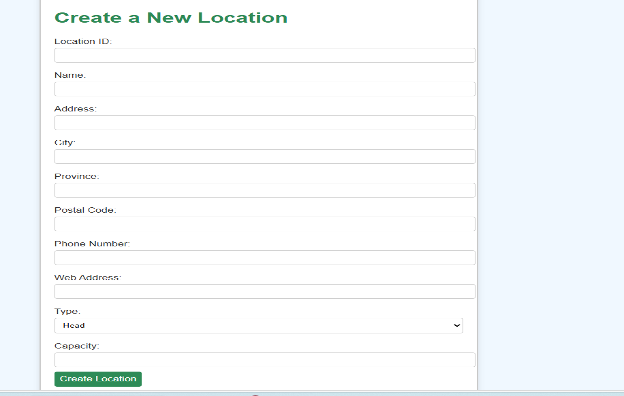 Create a New Location
Location ID:
Name:
Address:
City:
Province:
Postal Code:
Phone Number:
Web Address:
Type:
Head
Capacity:
Create Location